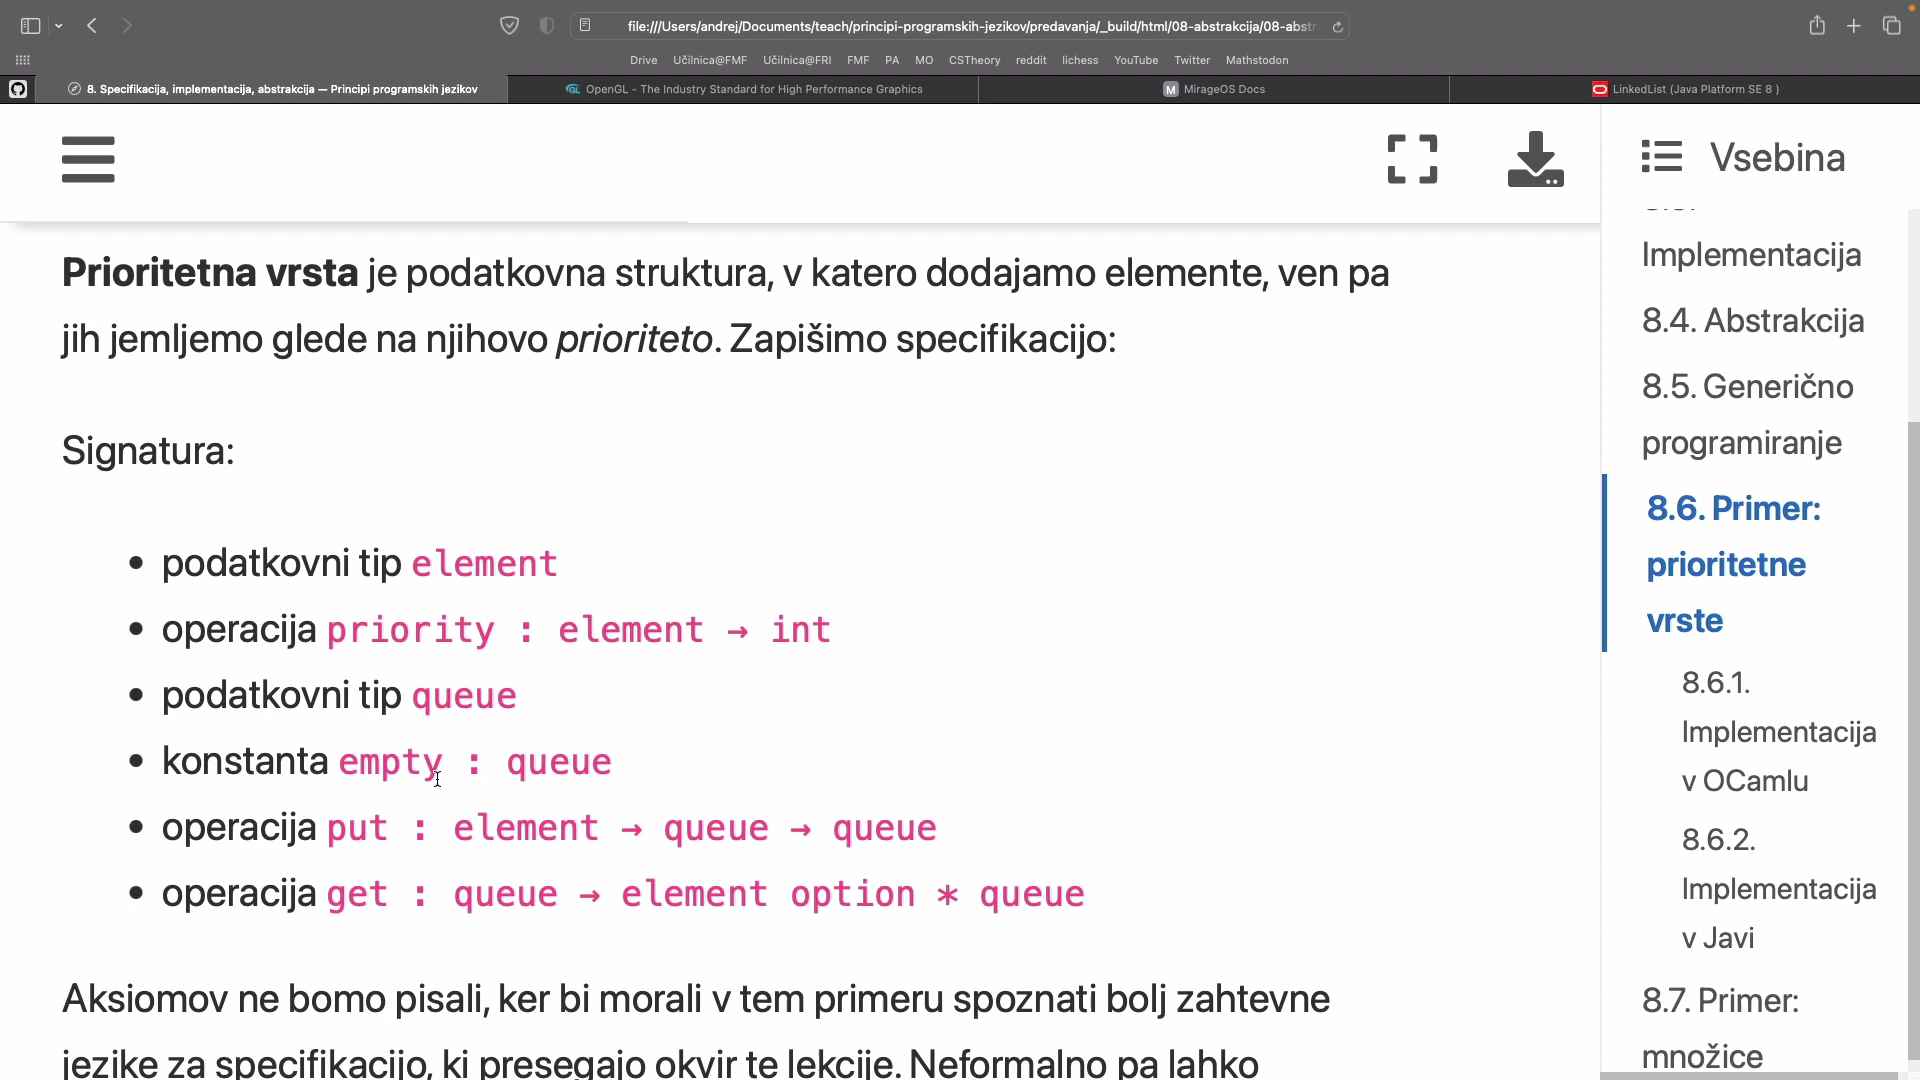 file:///Users/andrej/Documents/teach/principi-programskih-jezikov/predavanja/_build/html/08-abstrakcija/08-abstr
Drive Učilnica@FMF Učilnica@FRI FMF PA MO CSTheory reddit lichess YouTube Twitter Mathstodon
8. Specifikacija, implementacija, abstrakcija — Principi programskih jezikov
OpenGL - The Industry Standard for High Performance Graphics
MirageOS Docs
LinkedList (Java Platform SE 8 )
Prioritetna vrsta je podatkovna struktura, v katero dodajamo elemente, ven pa
jih jemljemo glede na njihovo prioriteto. Zapišimo specifikacijo:
Signatura:
• podatkovni tip element
• operacija priority : element → int
• podatkovni tip queue
• konstanta empty : queue
• operacija put : element → queue → queue
• operacija get : queue → element option * queue
Aksiomov ne bomo pisali, ker bi morali v tem primeru spoznati bolj zahtevne
jezike za specifikacijo, ki presegajo okvir te lekcije. Neformalno pa lahko
Vsebina
Implementacija
8.4. Abstrakcija
8.5. Generično
programiranje
8.6. Primer:
prioritetne
vrste
8.6.1.
Implementacija
v OCamlu
8.6.2.
Implementacija
v Javi
8.7. Primer:
množice